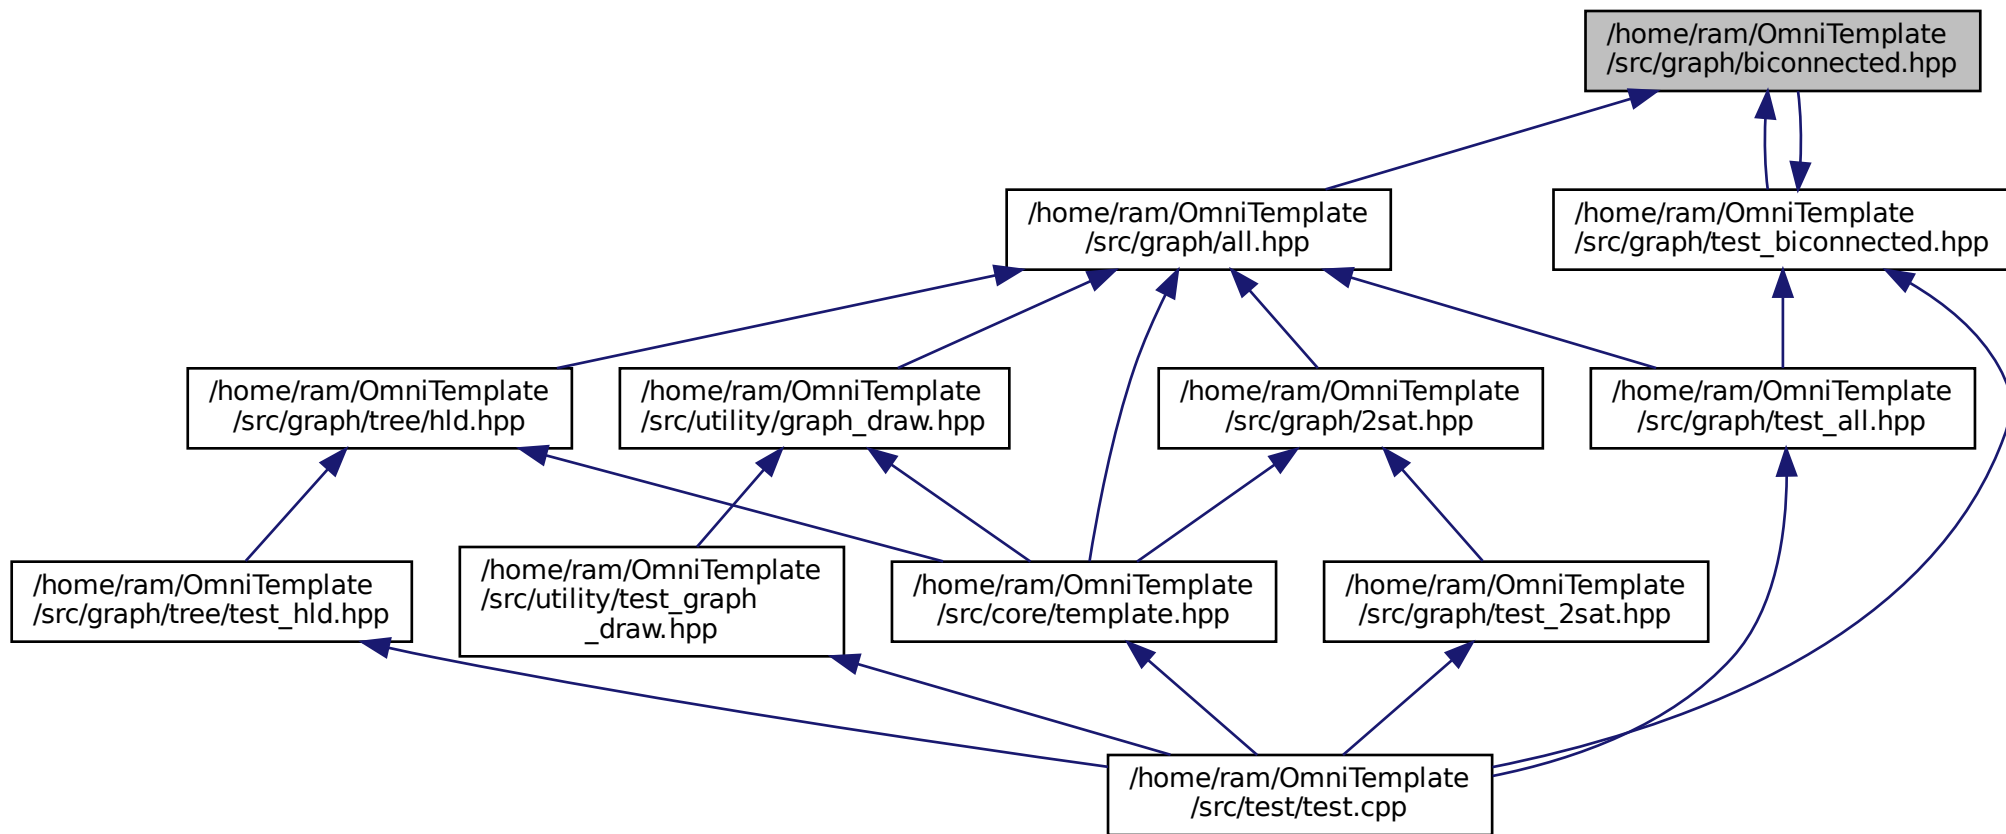 /home/ram/OmniTemplate
/src/graph/biconnected.hpp
/home/ram/OmniTemplate
/src/graph/all.hpp
/home/ram/OmniTemplate
/src/graph/test_biconnected.hpp
/home/ram/OmniTemplate
/src/graph/tree/hld.hpp
/home/ram/OmniTemplate
/src/utility/graph_draw.hpp
/home/ram/OmniTemplate
/src/graph/2sat.hpp
/home/ram/OmniTemplate
/src/graph/test_all.hpp
/home/ram/OmniTemplate
/src/graph/tree/test_hld.hpp
/home/ram/OmniTemplate
/src/utility/test_graph
_draw.hpp
/home/ram/OmniTemplate
/src/core/template.hpp
/home/ram/OmniTemplate
/src/graph/test_2sat.hpp
/home/ram/OmniTemplate
/src/test/test.cpp